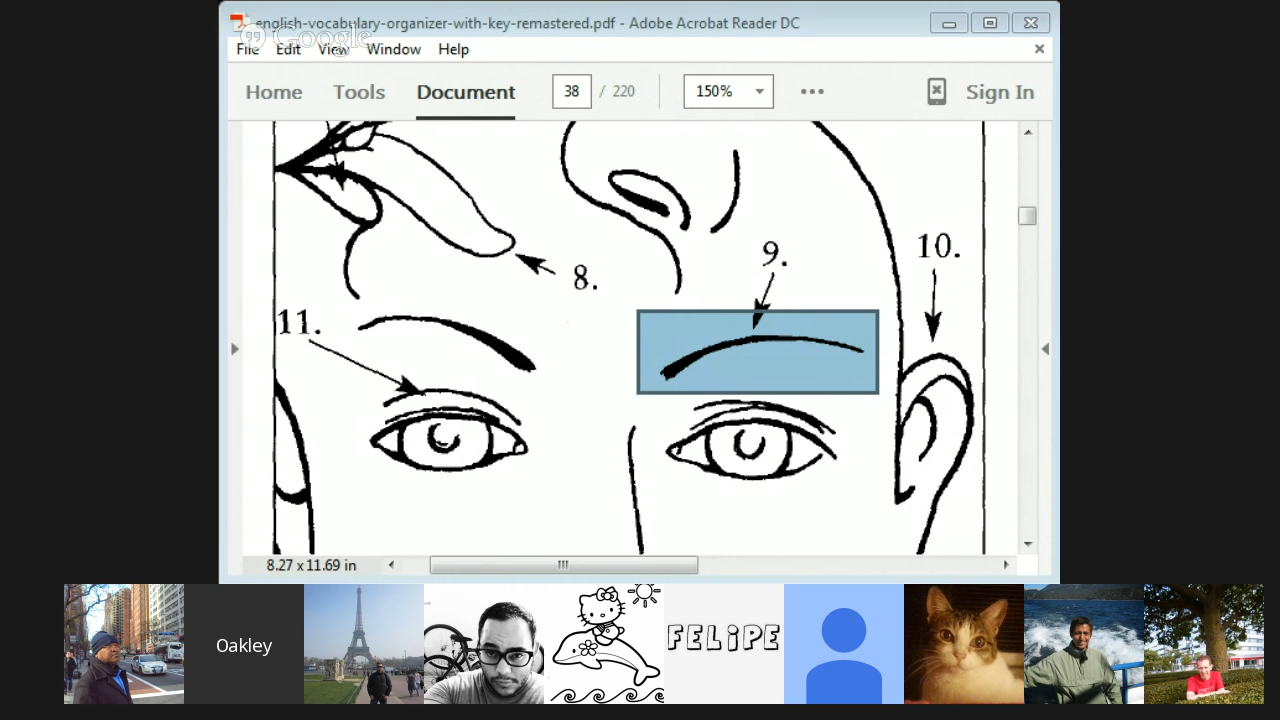 english-vocabulary-organizer-with-key-remastered.pdf - Adobe Acrobat Reader DC
Google
File Edit View Window Help
Home Tools Document 38 / 220 150% Sign In
10.
9.
8.
11.
8.27 x 11.69 in
Oakley
FELiPE